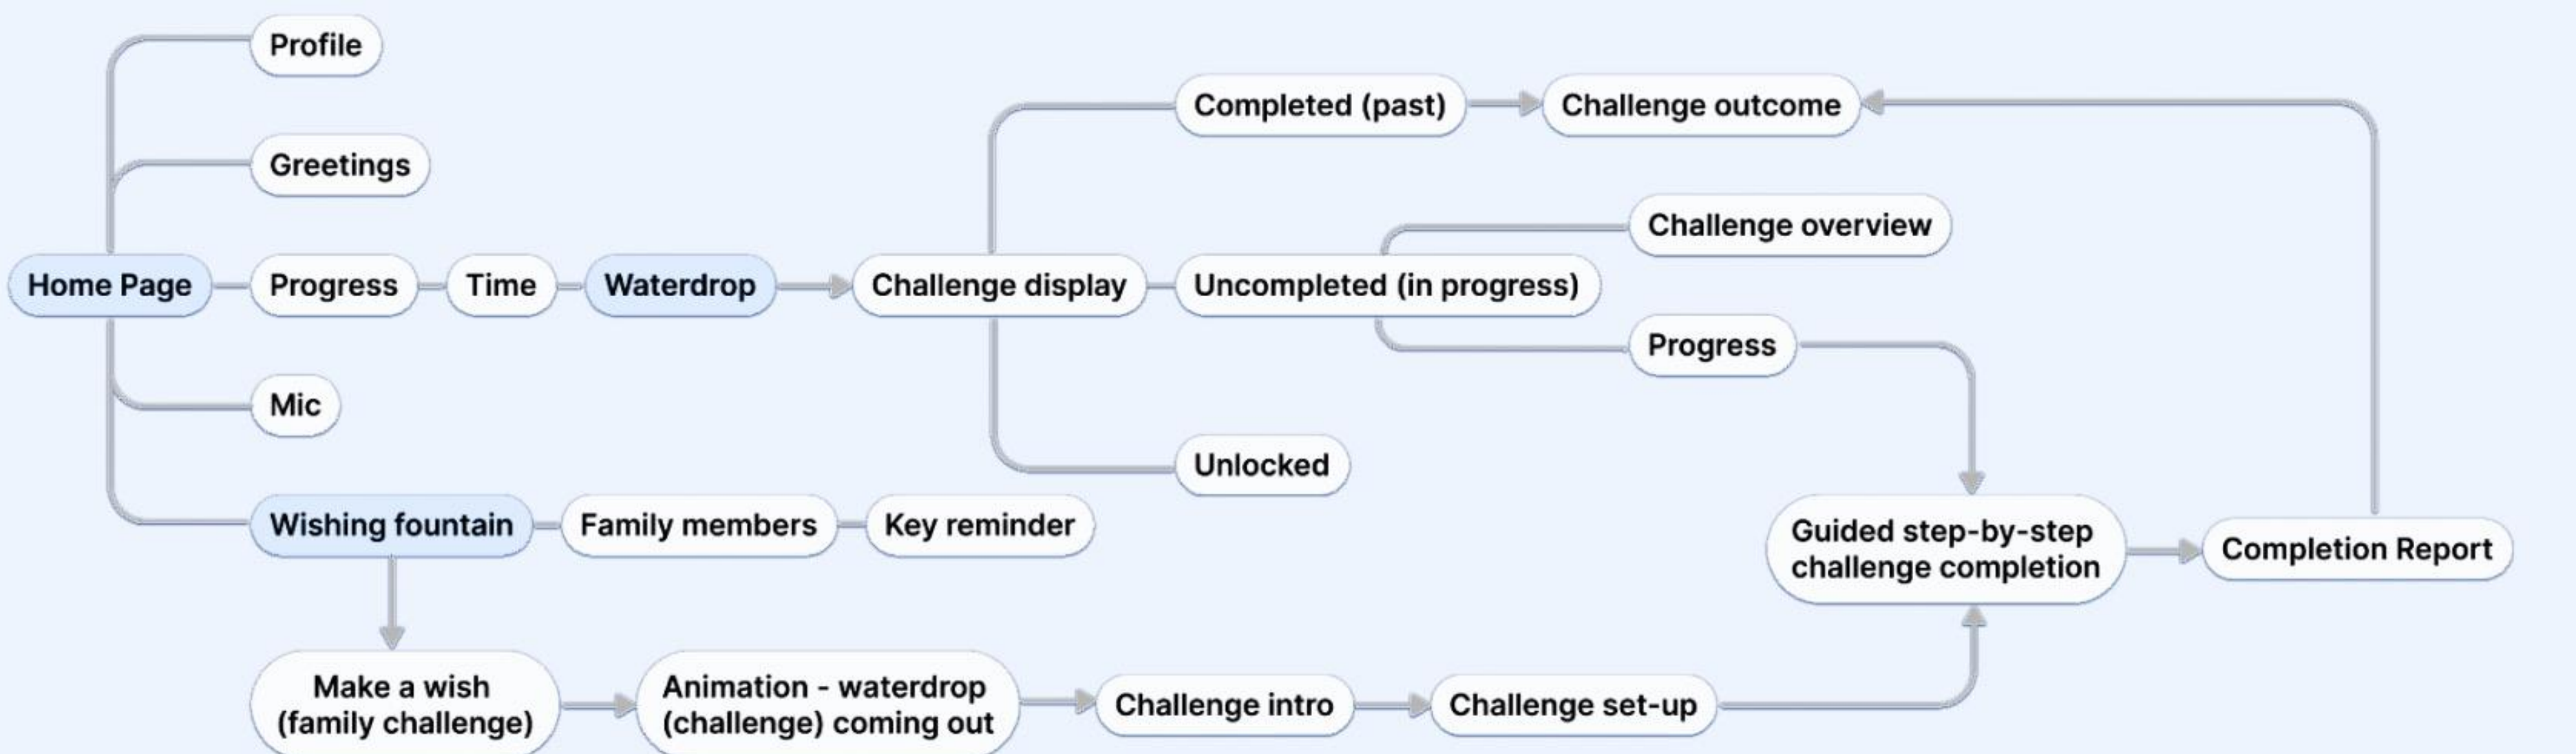 Profile
Greetings
Home Page
Progress
Time
Waterdrop
Mic
Wishing fountain
Family members
Key reminder
Make a wish
(family challenge)
Animation - waterdrop
(challenge) coming out
Challenge intro
Challenge set-up
Challenge display
Completed (past)
Challenge outcome
Uncompleted (in progress)
Challenge overview
Progress
Unlocked
Guided step-by-step
challenge completion
Completion Report